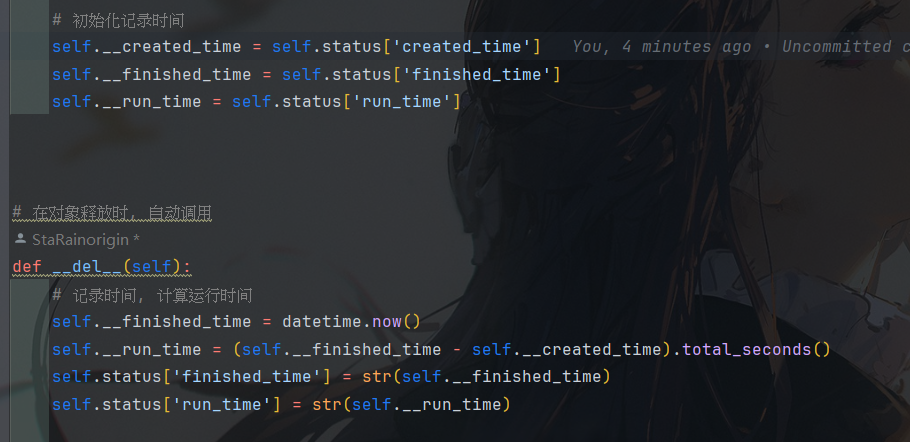 # 初始化记录时间
self.__created_time = self.status['created_time'] You, 4 minutes ago • Uncommitted c
self.__finished_time = self.status['finished_time']
self.__run_time = self.status['run_time']
# 在对象释放时, 自动调用
StaRainorigin *
def __del__(self):
# 记录时间, 计算运行时间
self.__finished_time = datetime.now()
self.__run_time = (self.__finished_time - self.__created_time).total_seconds()
self.status['finished_time'] = str(self.__finished_time)
self.status['run_time'] = str(self.__run_time)